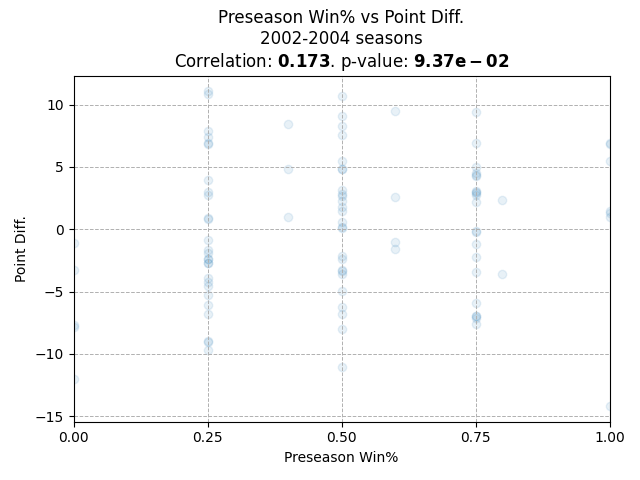 Preseason Win% vs Point Diff.
2002-2004 seasons
Correlation: 0.173. p-value: 9.37e − 02
10
5
0
−5
−10
−15
Point Diff.
0.00 0.25 0.50 0.75 1.00
Preseason Win%